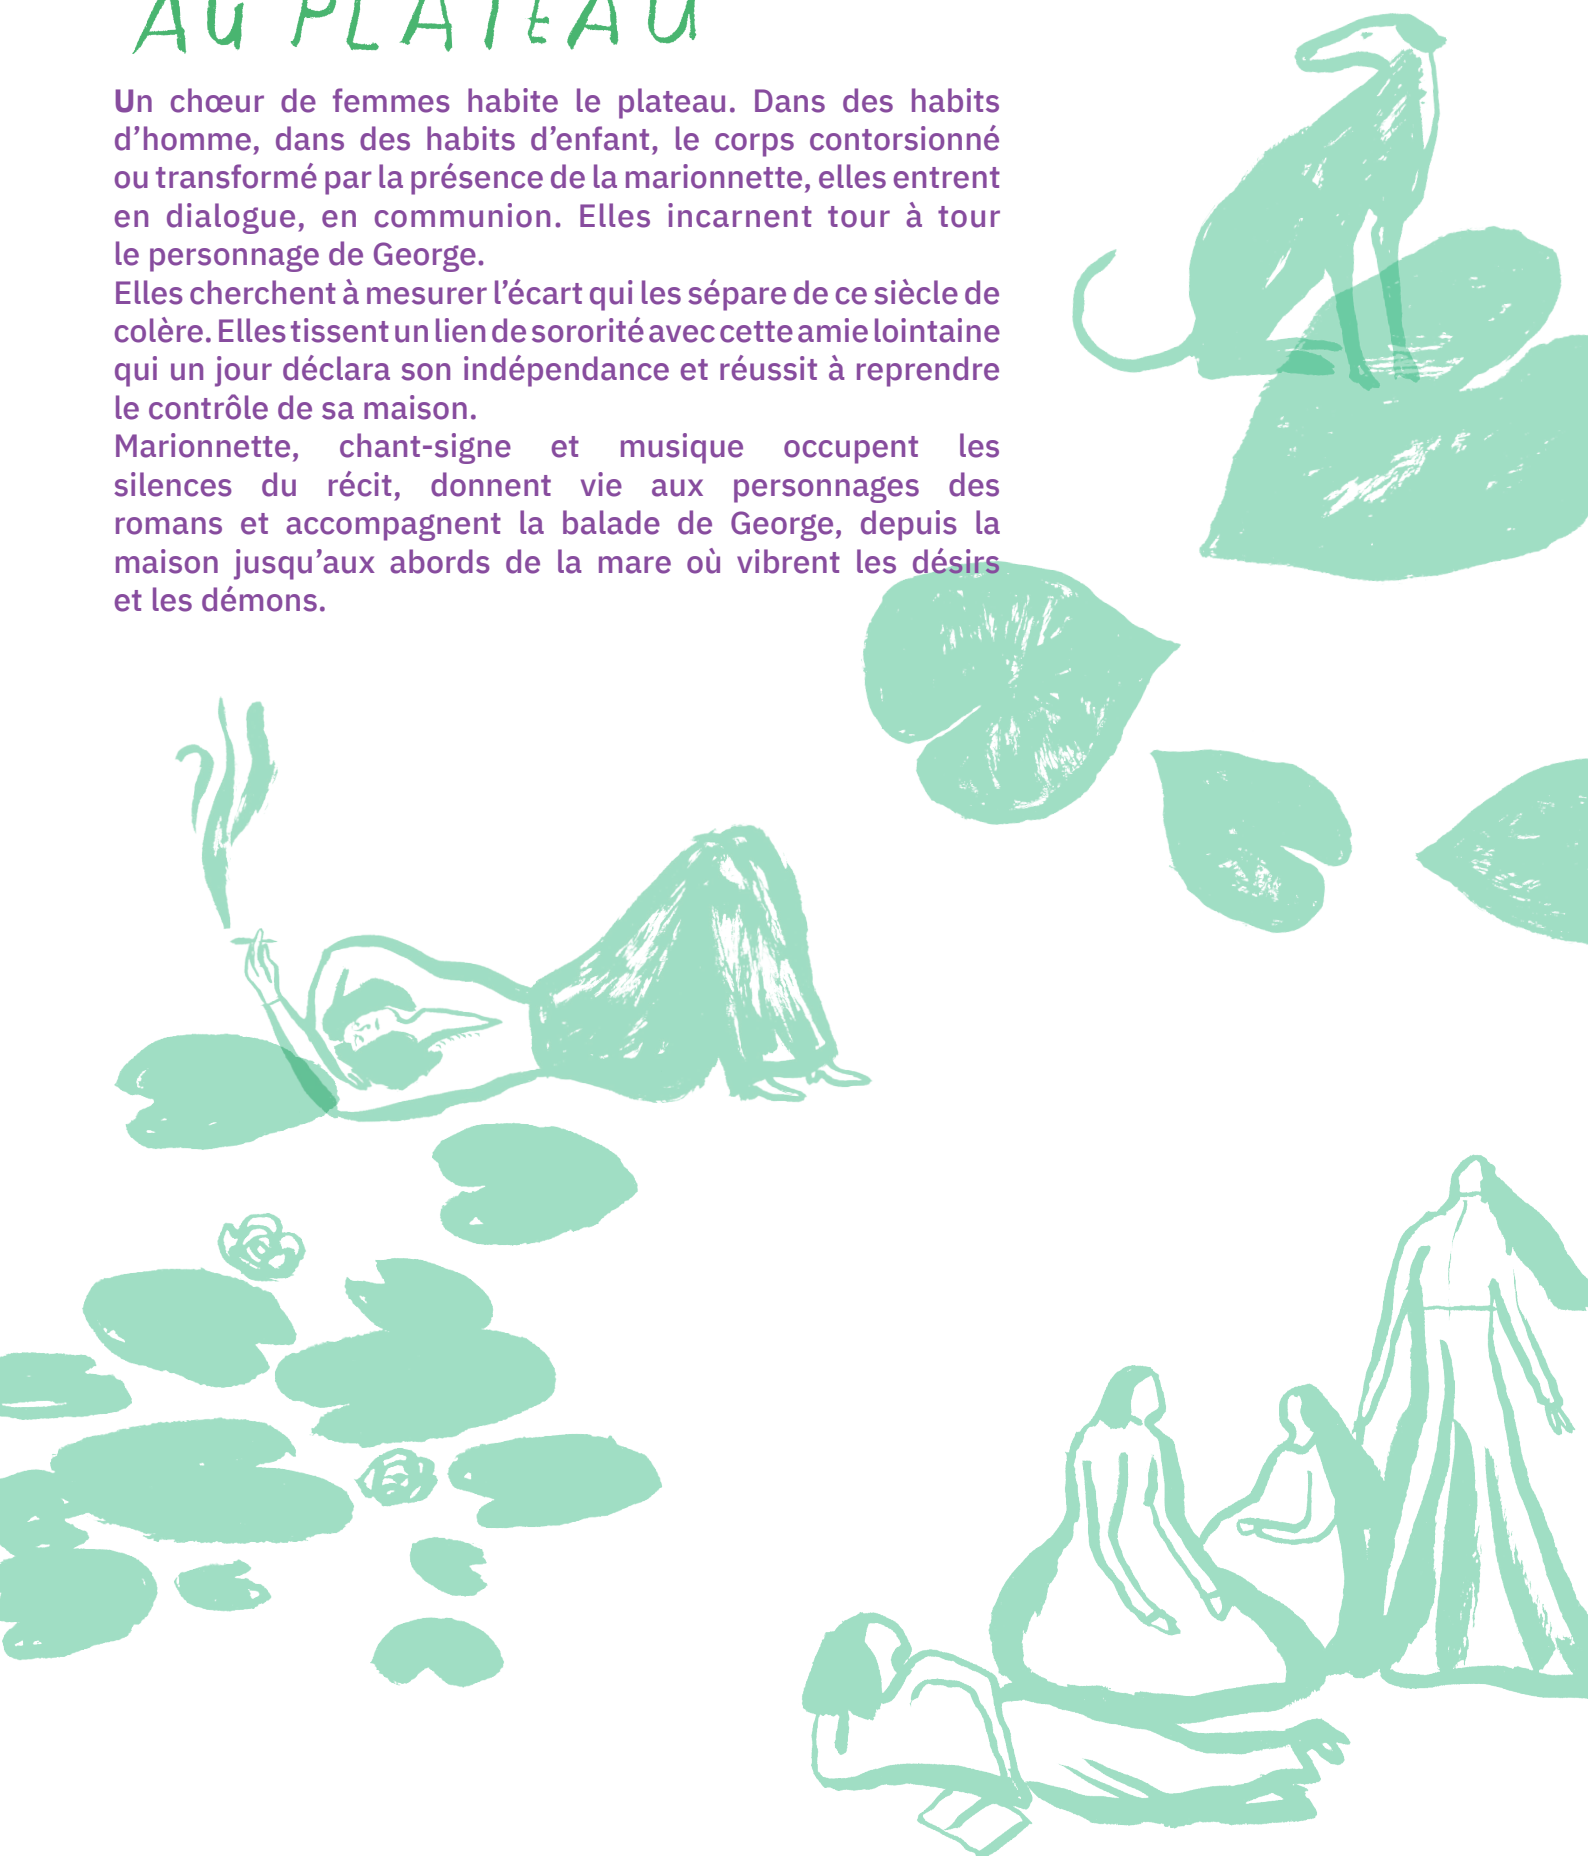 AU PLATEAU
Un chœur de femmes habite le plateau. Dans des habits
d’homme, dans des habits d’enfant, le corps contorsionné
ou transformé par la présence de la marionnette, elles entrent
en dialogue, en communion. Elles incarnent tour à tour
le personnage de George.
Elles cherchent à mesurer l’écart qui les sépare de ce siècle de
colère. Elles tissent un lien de sororité avec cette amie lointaine
qui un jour déclara son indépendance et réussit à reprendre
le contrôle de sa maison.
Marionnette, chant-signe et musique occupent les
silences du récit, donnent vie aux personnages des
romans et accompagnent la balade de George, depuis la
maison jusqu’aux abords de la mare où vibrent les désirs
et les démons.